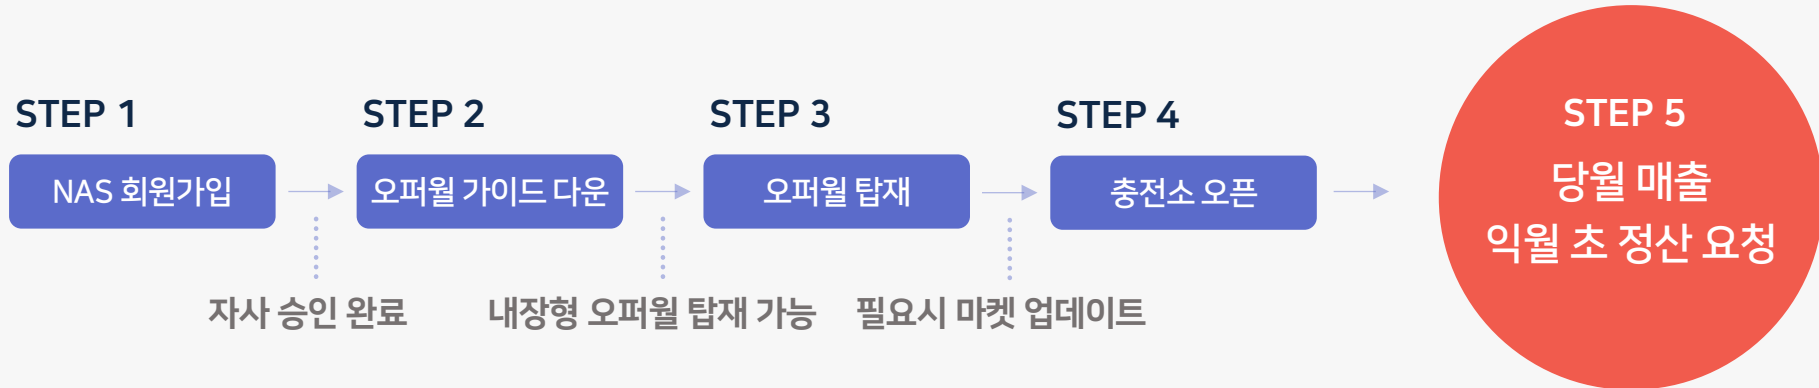 STEP 1
NAS 회원가입
자사 승인 완료
STEP 2
오퍼월 가이드 다운
내장형 오퍼월 탑재 가능
STEP 3
오퍼월 탑재
필요시 마켓 업데이트
STEP 4
충전소 오픈
STEP 5
당월 매출
익월 초 정산 요청